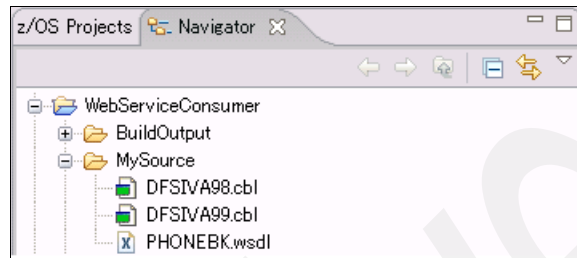 z/OS Projects Navigator
WebServiceConsumer
BuildOutput
MySource
DFSIVA98.cbl
DFSIVA99.cbl
PHONEBK.wsdl